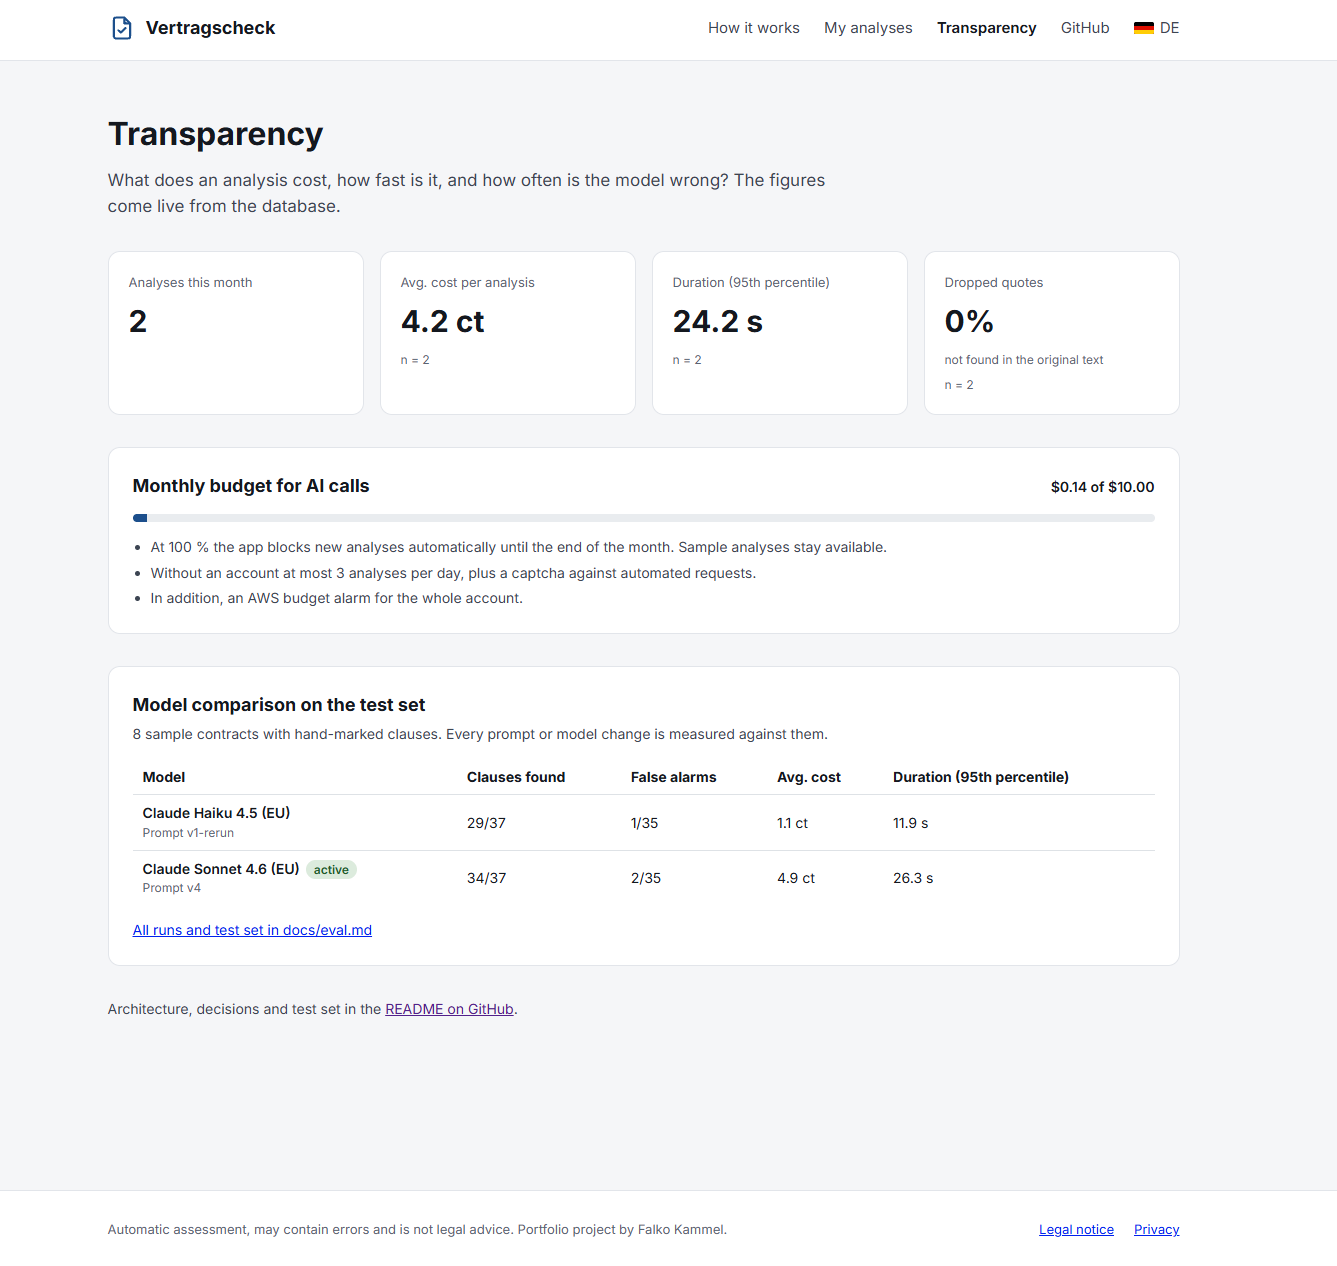 Vertragscheck
How it works
My analyses
Transparency
GitHub
DE
Transparency
What does an analysis cost, how fast is it, and how often is the model wrong? The figures
come live from the database.
Analyses this month
2
Avg. cost per analysis
4.2 ct
n = 2
Duration (95th percentile)
24.2 s
n = 2
Dropped quotes
0%
not found in the original text
n = 2
Monthly budget for AI calls
$0.14 of $10.00
• At 100 % the app blocks new analyses automatically until the end of the month. Sample analyses stay available.
• Without an account at most 3 analyses per day, plus a captcha against automated requests.
• In addition, an AWS budget alarm for the whole account.
Model comparison on the test set
8 sample contracts with hand-marked clauses. Every prompt or model change is measured against them.
Model Clauses found False alarms Avg. cost Duration (95th percentile)
Claude Haiku 4.5 (EU)
Prompt v1-rerun
29/37 1/35 1.1 ct 11.9 s
Claude Sonnet 4.6 (EU) active
Prompt v4
34/37 2/35 4.9 ct 26.3 s
All runs and test set in docs/eval.md
Architecture, decisions and test set in the README on GitHub.
Automatic assessment, may contain errors and is not legal advice. Portfolio project by Falko Kammel.
Legal notice
Privacy